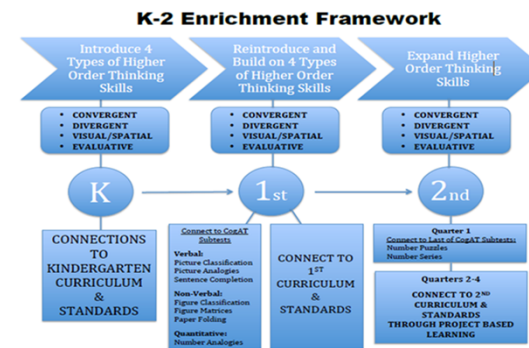 K-2 Enrichment Framework
Introduce 4
Types of Higher
Order Thinking
Skills
Reintroduce and
Build on 4 Types
of Higher Order
Thinking Skills
Expand Higher
Order Thinking
Skills
• CONVERGENT
• DIVERGENT
• VISUAL/SPATIAL
• EVALUATIVE
• CONVERGENT
• DIVERGENT
• VISUAL/SPATIAL
• EVALUATIVE
• CONVERGENT
• DIVERGENT
• VISUAL/SPATIAL
• EVALUATIVE
K
1st
2nd
CONNECTIONS
TO
KINDERGARTEN
CURRICULUM
&
STANDARDS
Connect to CogAT
Subtests
Verbal:
Picture Classification
Picture Analogies
Sentence Completion
Non-Verbal:
Figure Classification
Figure Matrices
Paper Folding
Quantitative:
Number Analogies
CONNECT TO
1ST
CURRICULUM
&
STANDARDS
Quarter 1
Connect to Last of CogAT Subtests:
Number Puzzles
Number Series
Quarters 2-4
CONNECT TO 2ND
CURRICULUM &
STANDARDS
THROUGH PROJECT BASED
LEARNING